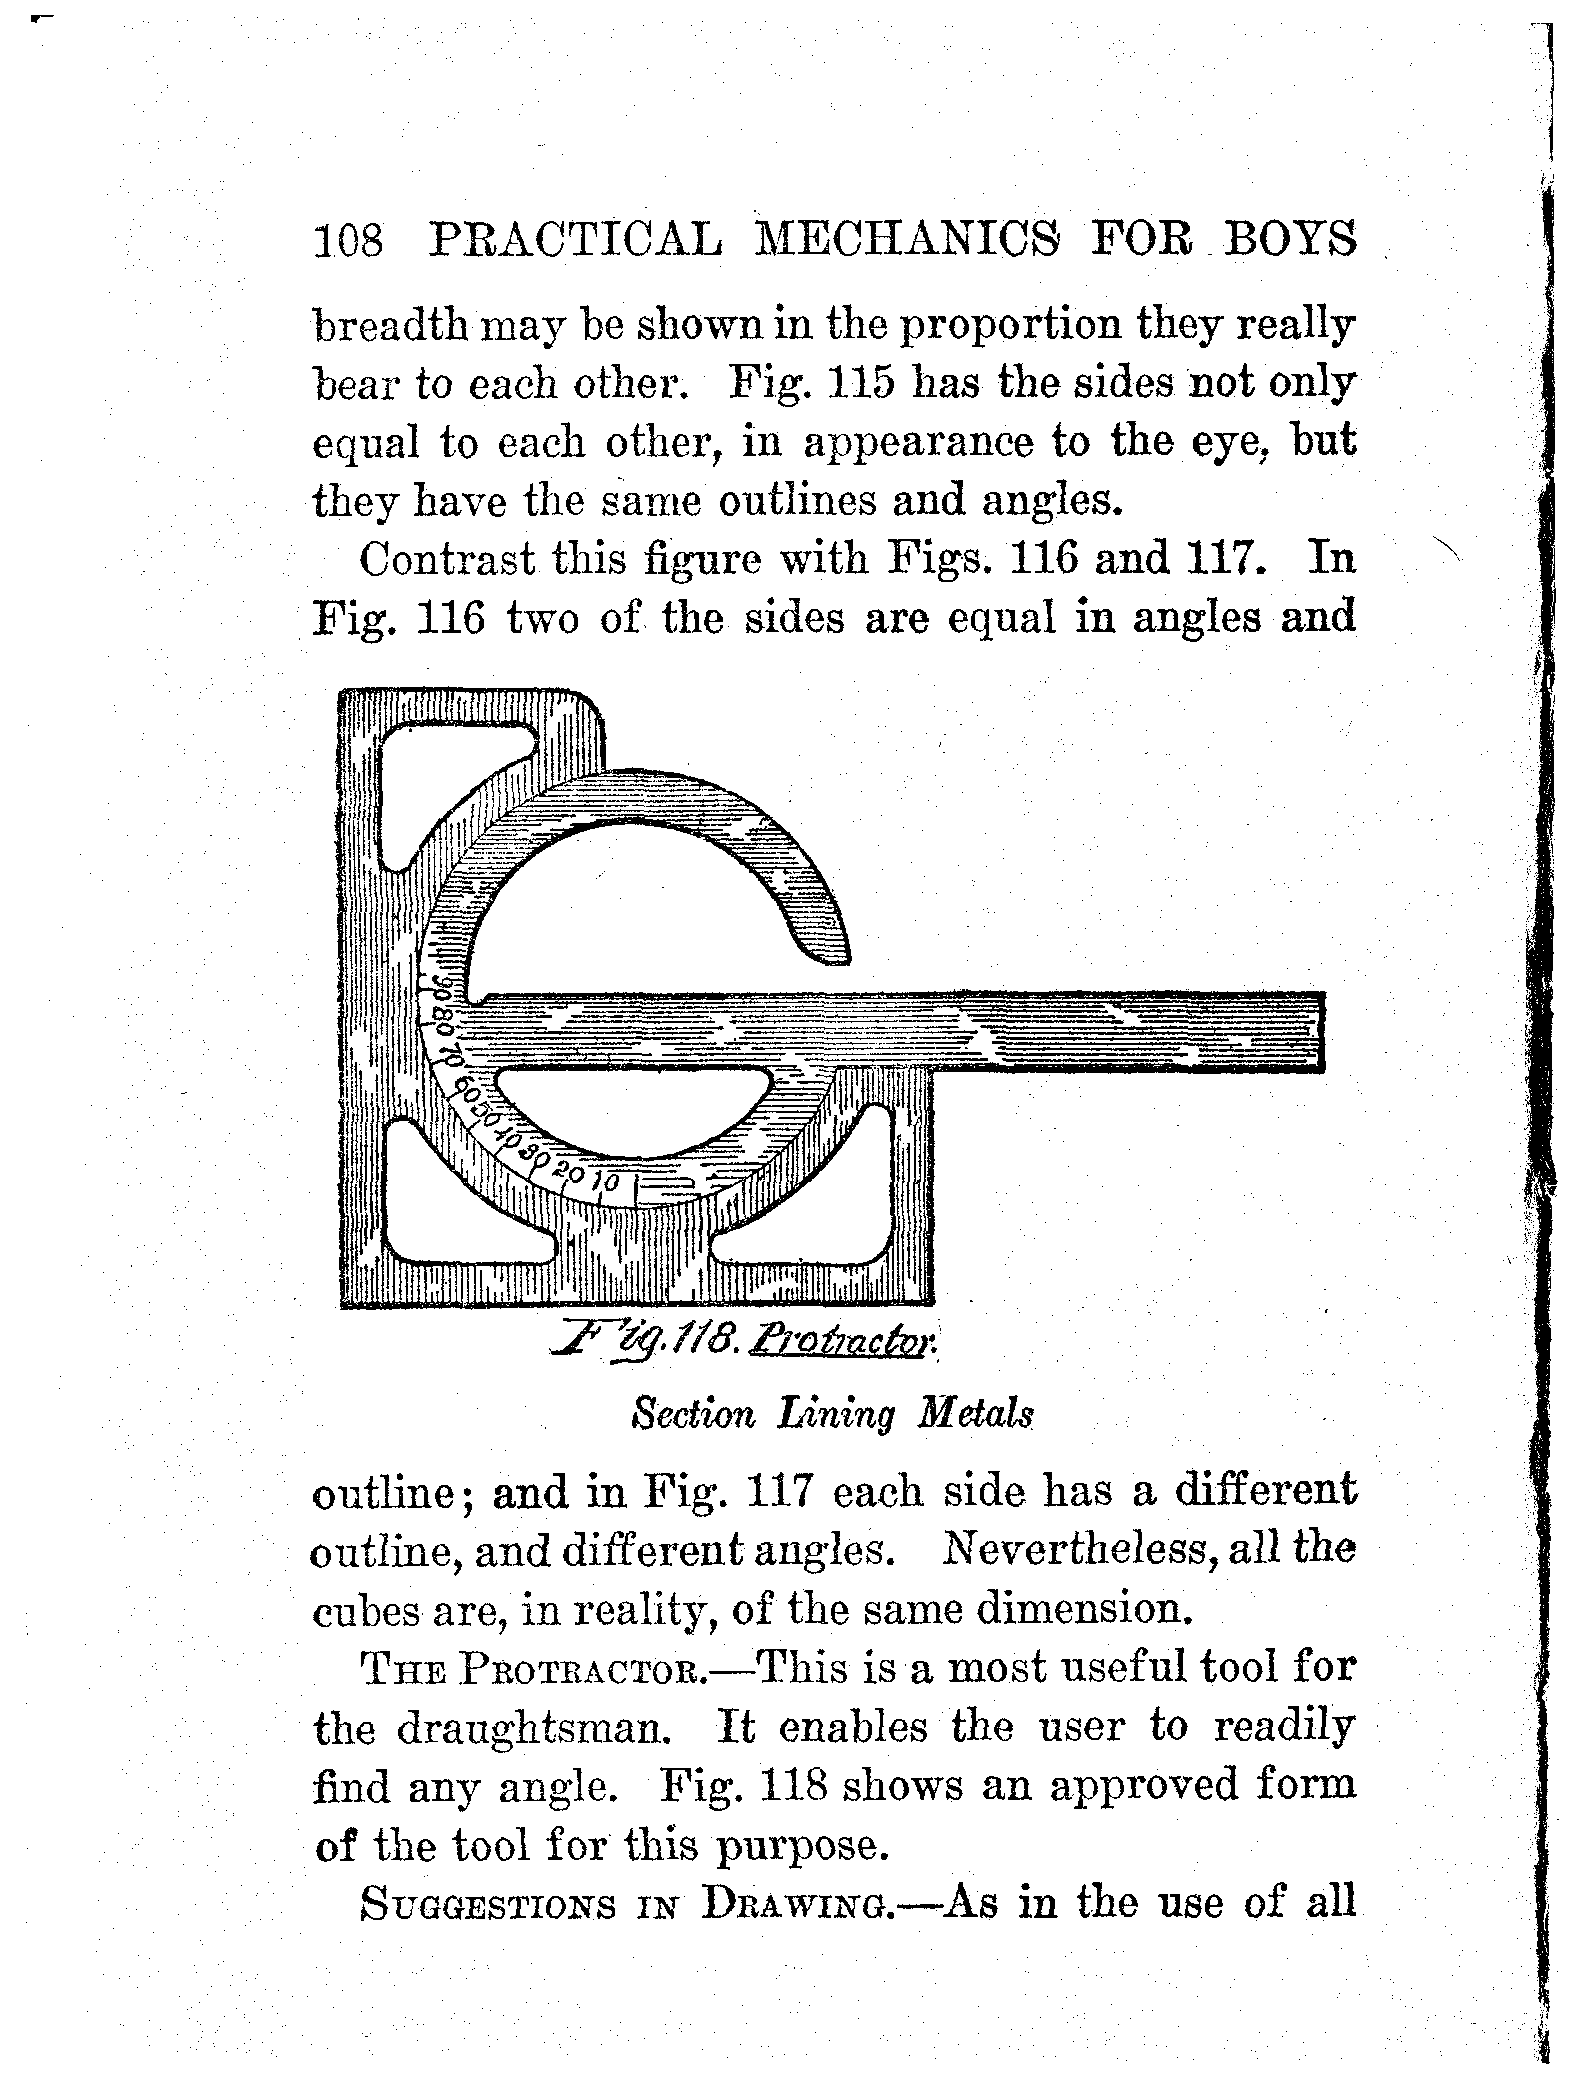 108 PRACTICAL MECHANICS FOR BOYS
breadth may be shown in the proportion they really
bear to each other. Fig. 115 has the sides not only
equal to each other, in appearance to the eye, but
they have the same outlines and angles.
Contrast this figure with Figs. 116 and 117. In
Fig. 116 two of the sides are equal in angles and
90
80
70
60
50
40
30
20
10
Fig. 118. Protractor.
Section Lining Metals
outline; and in Fig. 117 each side has a different
outline, and different angles. Nevertheless, all the
cubes are, in reality, of the same dimension.
THE PROTRACTOR.—This is a most useful tool for
the draughtsman. It enables the user to readily
find any angle. Fig. 118 shows an approved form
of the tool for this purpose.
SUGGESTIONS IN DRAWING.—As in the use of all